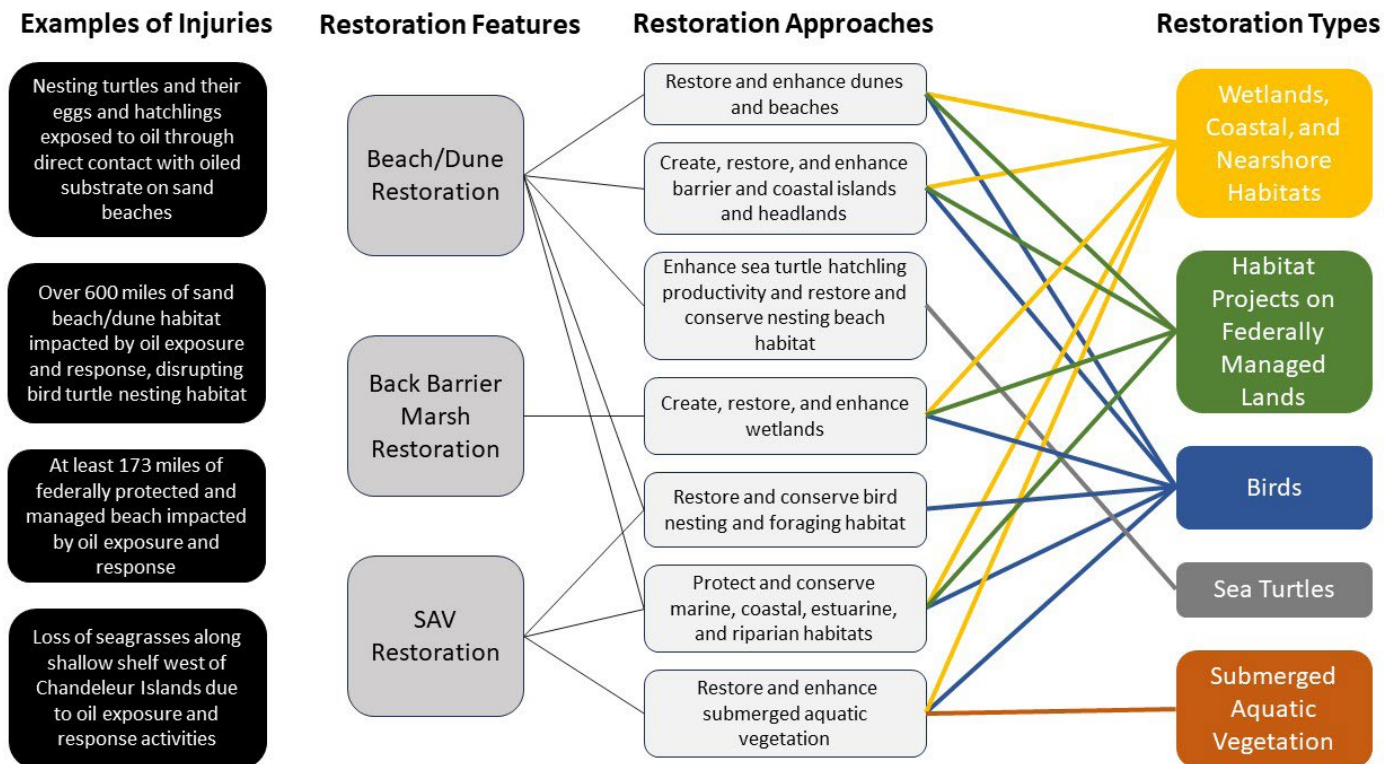 Examples of Injuries
Restoration Features
Restoration Approaches
Restoration Types
Nesting turtles and their
eggs and hatchlings
exposed to oil through
direct contact with oiled
substrate on sand
beaches
Over 600 miles of sand
beach/dune habitat
impacted by oil exposure
and response, disrupting
bird turtle nesting habitat
At least 173 miles of
federally protected and
managed beach impacted
by oil exposure and
response
Loss of seagrasses along
shallow shelf west of
Chandeleur Islands due
to oil exposure and
response activities
Beach/Dune
Restoration
Back Barrier
Marsh
Restoration
SAV
Restoration
Restore and enhance dunes
and beaches
Create, restore, and enhance
barrier and coastal islands
and headlands
Enhance sea turtle hatchling
productivity and restore and
conserve nesting beach
habitat
Create, restore, and enhance
wetlands
Restore and conserve bird
nesting and foraging habitat
Protect and conserve
marine, coastal, estuarine,
and riparian habitats
Restore and enhance
submerged aquatic
vegetation
Wetlands,
Coastal, and
Nearshore
Habitats
Habitat
Projects on
Federally
Managed
Lands
Birds
Sea Turtles
Submerged
Aquatic
Vegetation